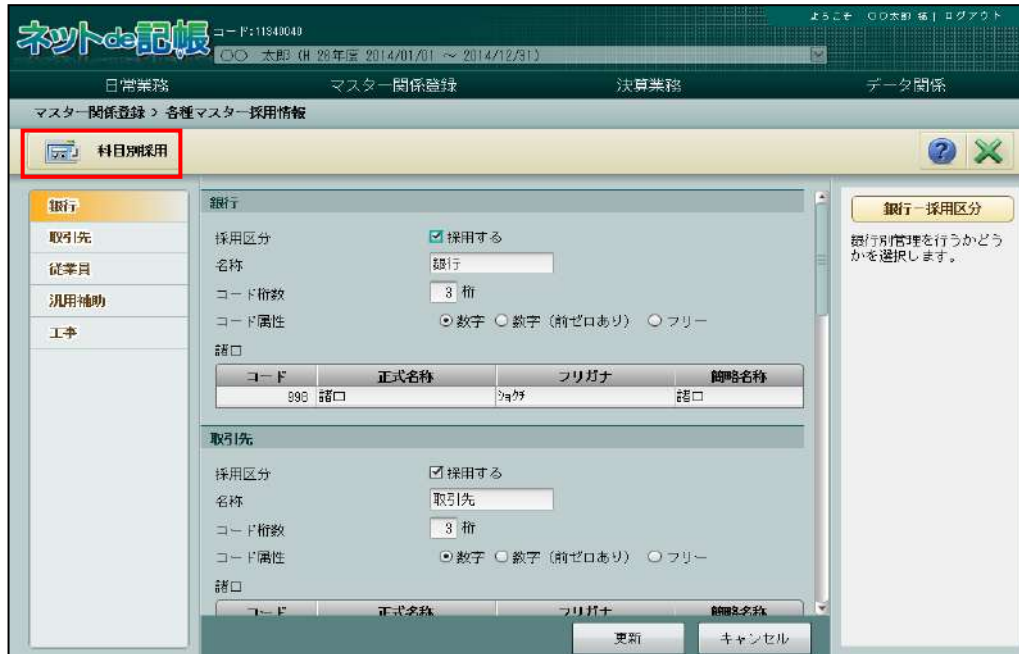 ネットde記帳
コード:11940040
ようこそ 〇〇太郎 様| ログアウト
〇〇 太郎 (H 26年度 2014/01/01 ~ 2014/12/31)
日常業務 マスター関係登録 決算業務 データ関係
マスター関係登録 > 各種マスター採用情報
科目別採用
銀行
取引先
従業員
汎用補助
工事
銀行
採用区分 採用する
名称 銀行
コード桁数 3 桁
コード属性 数字 数字 (前ゼロあり) フリー
諸口
コード 正式名称 フリガナ 簡略名称
998 諸口 ショクチ 諸口
取引先
採用区分 採用する
名称 取引先
コード桁数 3 桁
コード属性 数字 数字 (前ゼロあり) フリー
諸口
コード 正式名称 フリガナ 簡略名称
更新 キャンセル
銀行-採用区分
銀行別管理を行うかどう
かを選択します。